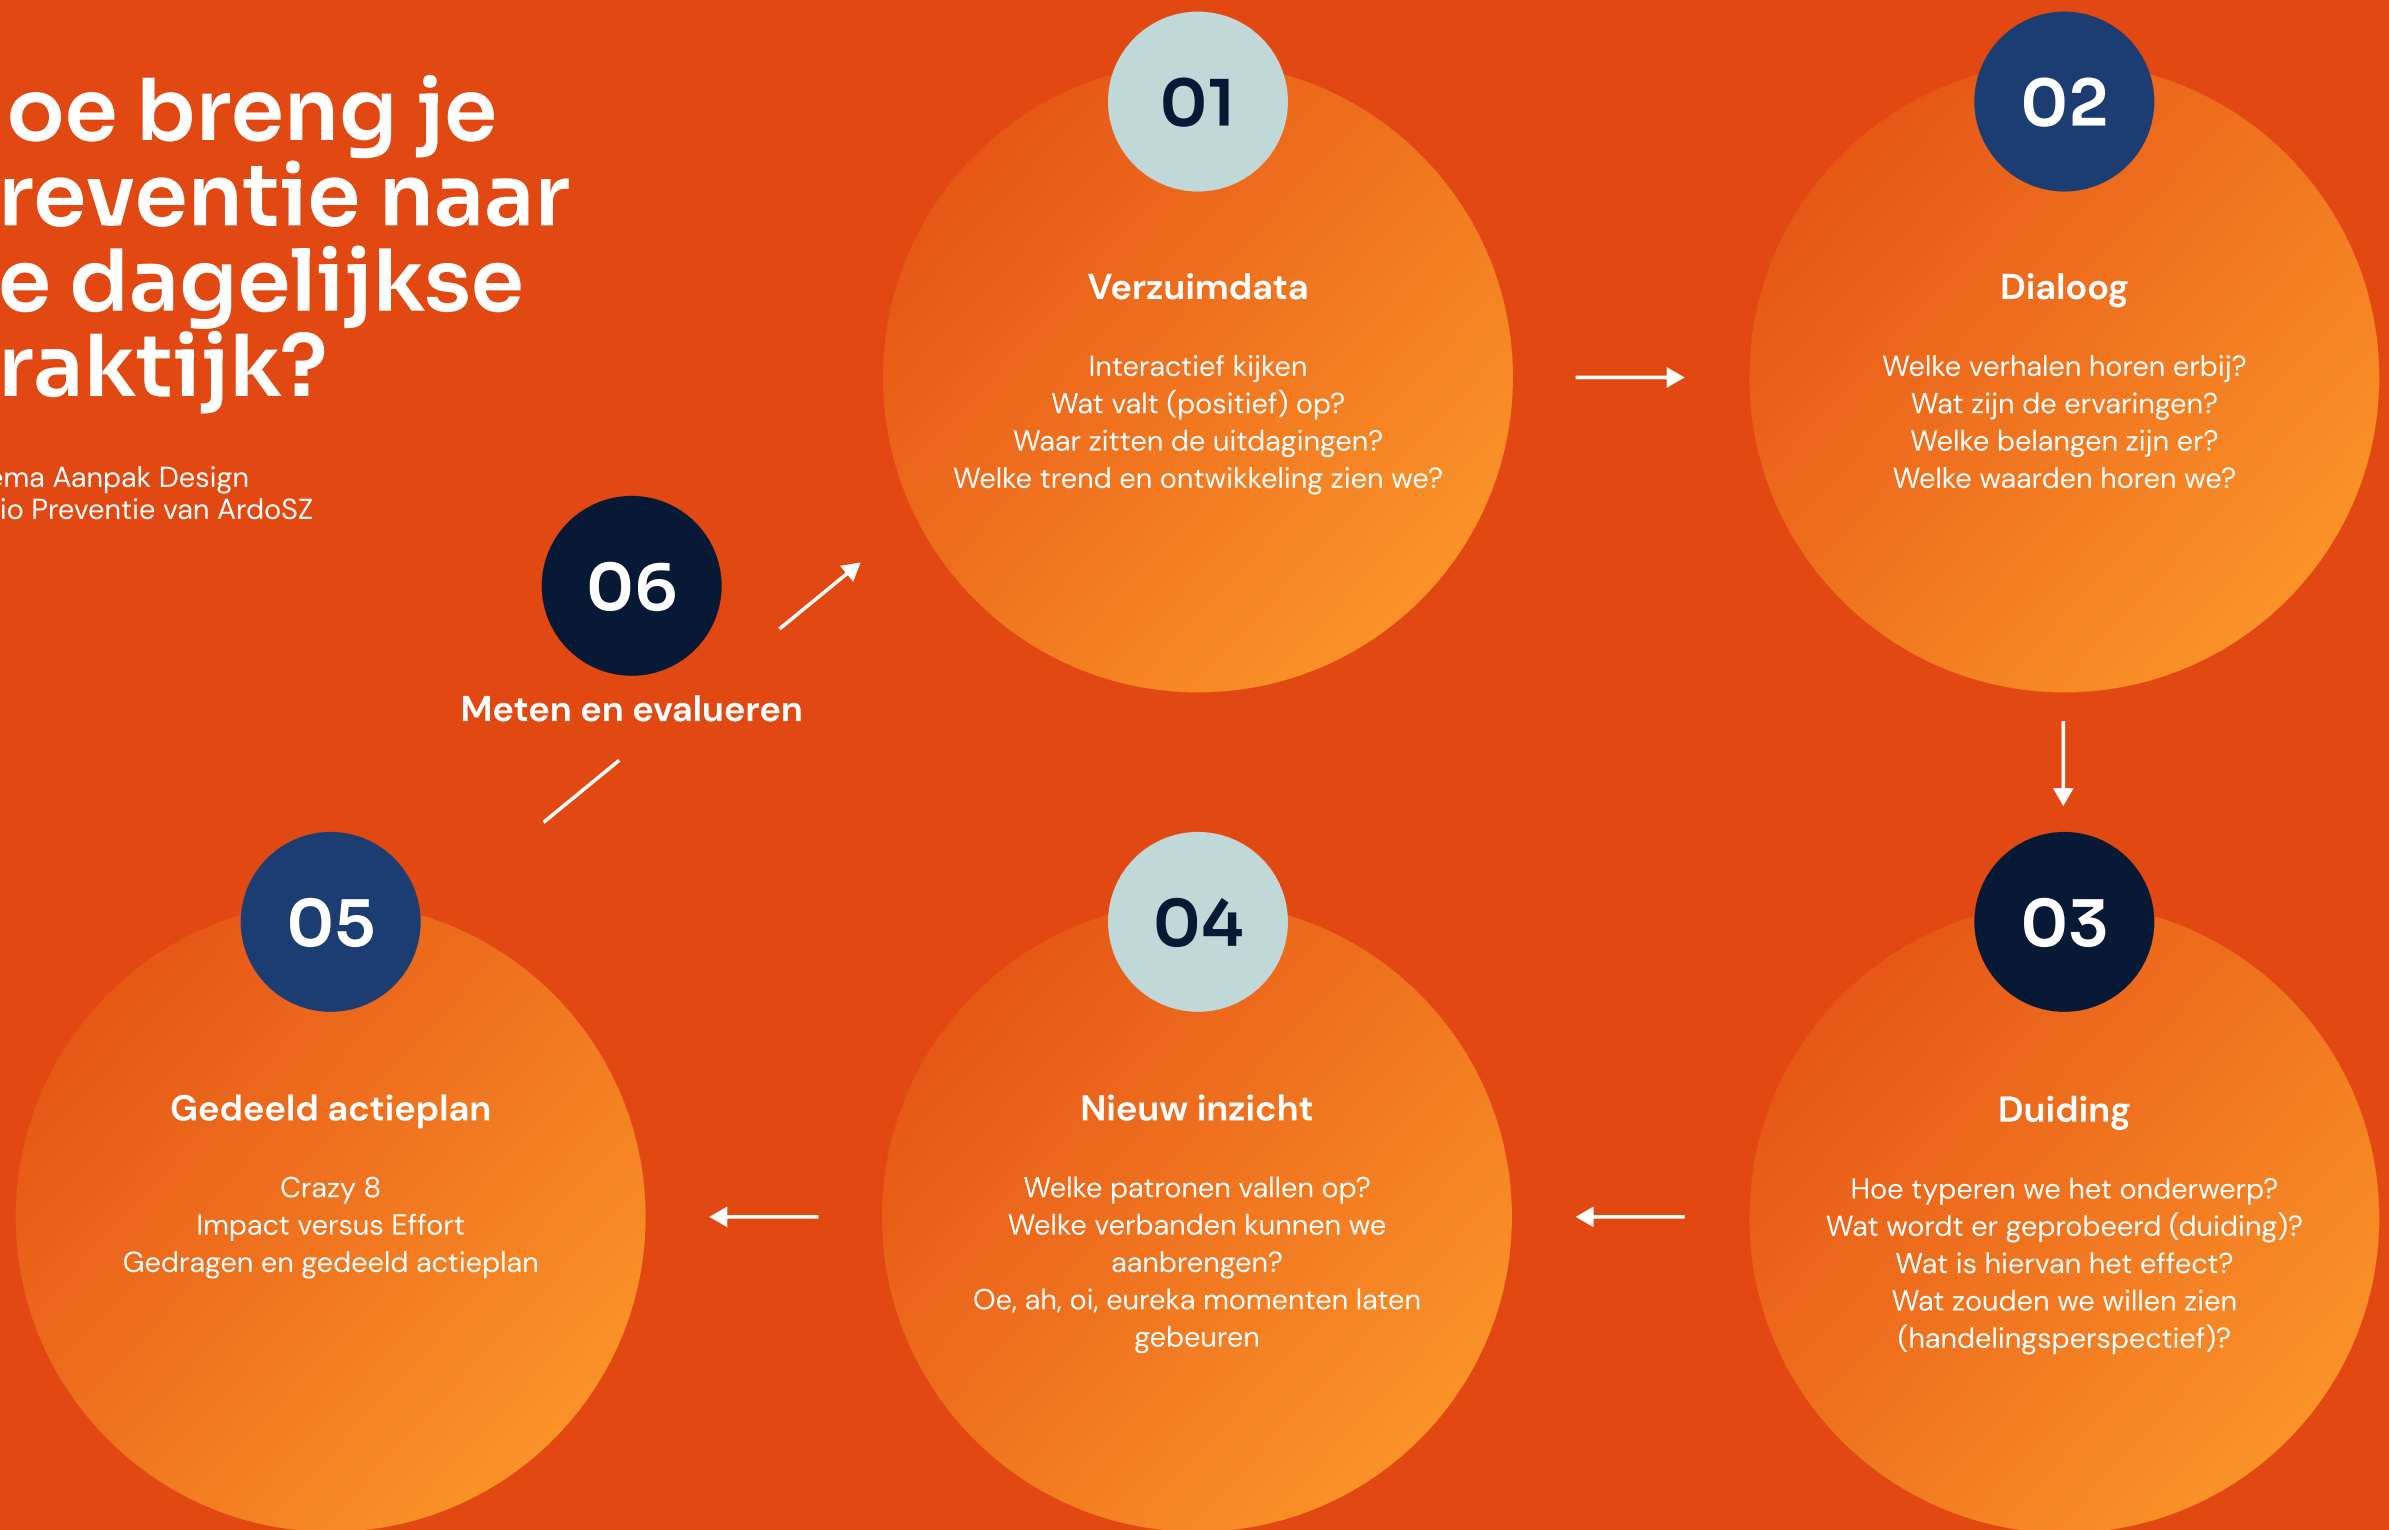 oe breng je
reventie naar
e dagelijkse
raktijk?
ema Aanpak Design
io Preventie van ArdoSZ
01
Verzuimdata
Interactief kijken
Wat valt (positief) op?
Waar zitten de uitdagingen?
Welke trend en ontwikkeling zien we?
02
Dialoog
Welke verhalen horen erbij?
Wat zijn de ervaringen?
Welke belangen zijn er?
Welke waarden horen we?
03
Duiding
Hoe typeren we het onderwerp?
Wat wordt er geprobeerd (duiding)?
Wat is hiervan het effect?
Wat zouden we willen zien
(handelingsperspectief)?
04
Nieuw inzicht
Welke patronen vallen op?
Welke verbanden kunnen we
aanbrengen?
Oe, ah, oi, eureka momenten laten
gebeuren
05
Gedeeld actieplan
Crazy 8
Impact versus Effort
Gedragen en gedeeld actieplan
06
Meten en evalueren